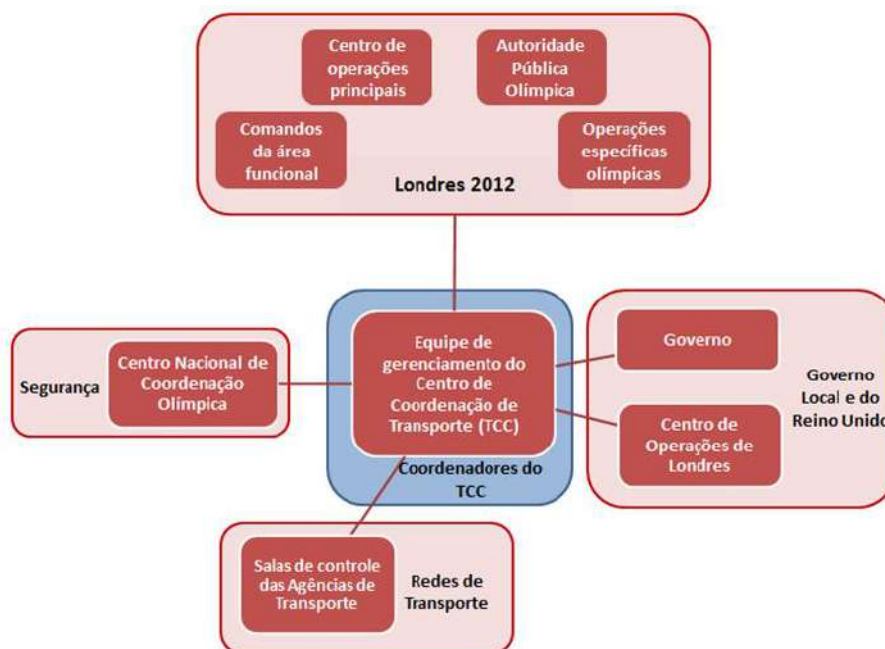 Centro de
operações
principais
Autoridade
Pública
Olímpica
Comandos
da área
funcional
Operações
específicas
olímpicas
Londres 2012
Segurança
Centro Nacional de
Coordenação
Olímpica
Equipe de
gerenciamento do
Centro de
Coordenação de
Transporte (TCC)
Coordenadores do
TCC
Governo
Centro de
Operações de
Londres
Governo
Local e do
Reino Unido
Salas de controle
das Agências de
Transporte
Redes de
Transporte